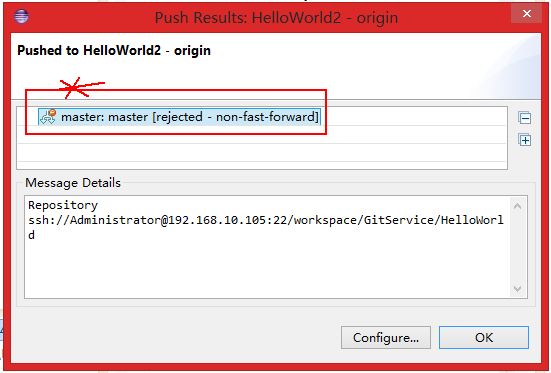 Push Results: HelloWorld2 - origin
Pushed to HelloWorld2 - origin
master: master [rejected - non-fast-forward]
Message Details
Repository
ssh://Administrator@192.168.10.105:22/workspace/GitService/HelloWorl
d
Configure...
OK